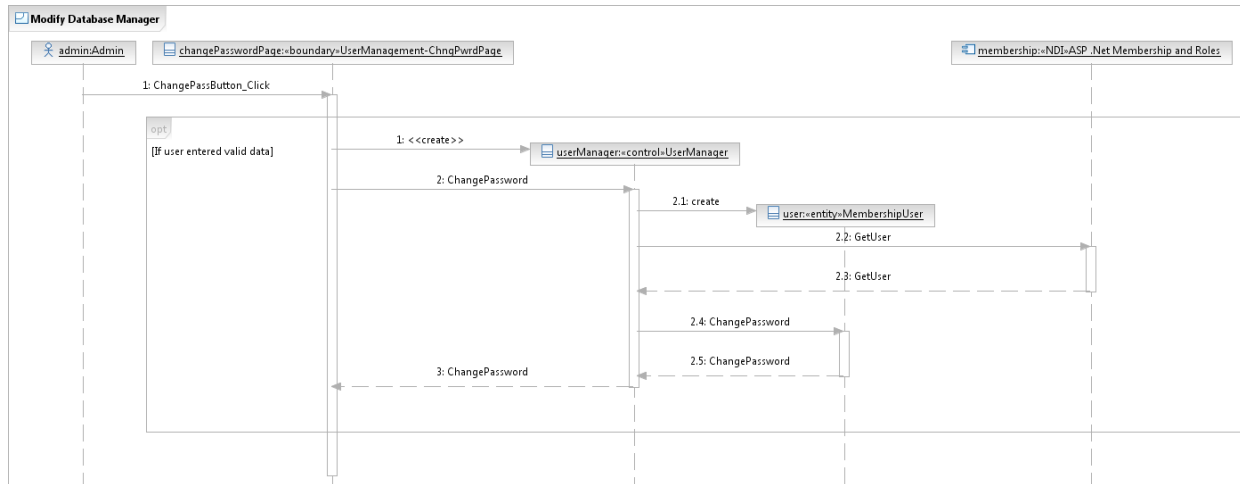 Modify Database Manager
admin:Admin
changePasswordPage:«boundary»UserManagement-ChngPwrdPage
membership:«NDI»ASP .Net Membership and Roles
1: ChangePassButton_Click
opt
[If user entered valid data]
1: <<create>>
userManager:«control»UserManager
2: ChangePassword
2.1: create
user:«entity»MembershipUser
2.2: GetUser
2.3: GetUser
2.4: ChangePassword
2.5: ChangePassword
3: ChangePassword